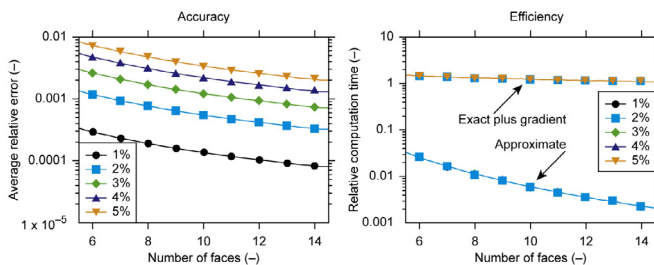 Accuracy
Average relative error (–)
0.01
0.001
0.0001
1 x 10⁻⁵
1%
2%
3%
4%
5%
6 8 10 12 14
Number of faces (–)
Efficiency
Relative computation time (–)
10
1
0.1
0.01
0.001
Exact plus gradient
Approximate
1%
2%
3%
4%
5%
6 8 10 12 14
Number of faces (–)